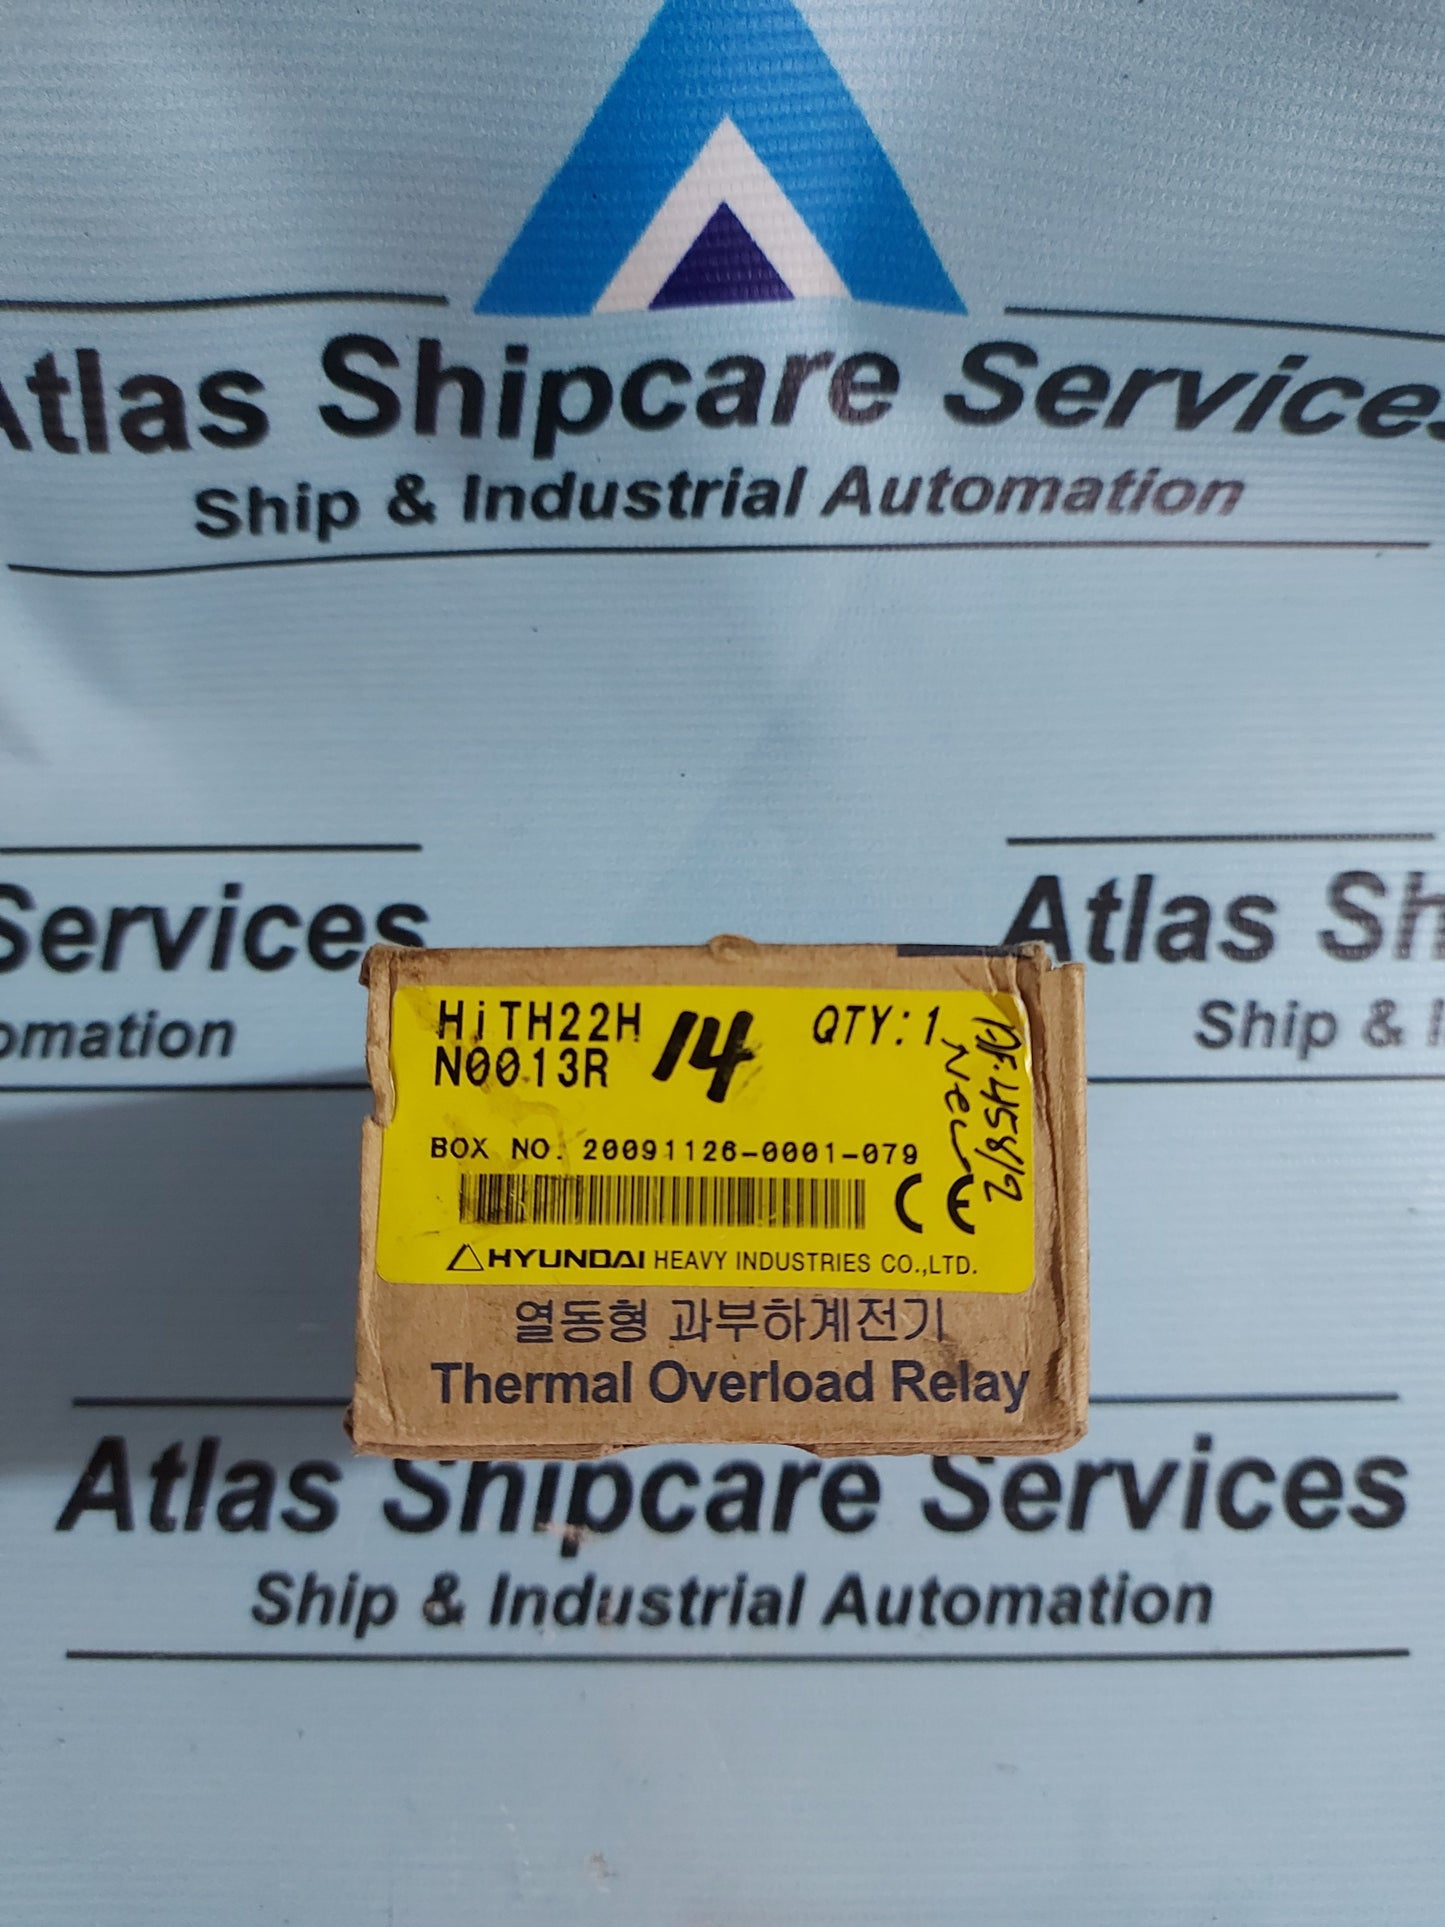 Atlas Shipcare Services
Ship & Industrial Automation
Services
Atlas Sh
omation
Ship & I
HiTH22H
N0013R
14
QTY:1
New
BOX NO. 20091126-0001-079
CE
HYUNDAI HEAVY INDUSTRIES CO.,LTD.
열동형 과부하계전기
Thermal Overload Relay
Atlas Shipcare Services
Ship & Industrial Automation